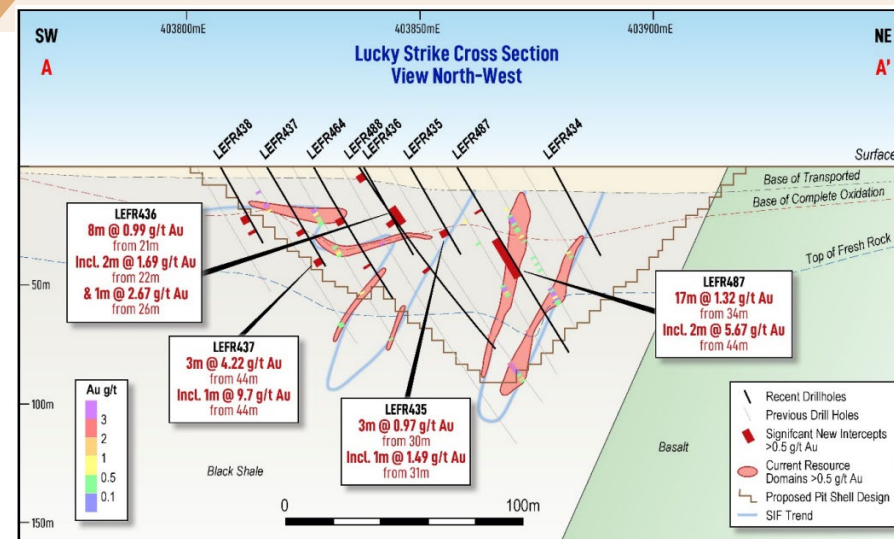 403800mE
403850mE
403900mE
SW
NE
A
A'
Lucky Strike Cross Section
View North-West
LEFR438
LEFR437
LEFR464
LEFR488
LEFR436
LEFR435
LEFR487
LEFR434
Surface
Base of Transported
Base of Complete Oxidation
Top of Fresh Rock
LEFR436
8m @ 0.99 g/t Au
from 21m
Incl. 2m @ 1.69 g/t Au
from 22m
& 1m @ 2.67 g/t Au
from 26m
50m
LEFR487
17m @ 1.32 g/t Au
from 34m
Incl. 2m @ 5.67 g/t Au
from 44m
LEFR437
3m @ 4.22 g/t Au
from 44m
Incl. 1m @ 9.7 g/t Au
from 44m
LEFR435
3m @ 0.97 g/t Au
from 30m
Incl. 1m @ 1.49 g/t Au
from 31m
Au g/t
3
2
1
0.5
0.1
100m
Black Shale
Basalt
0
100m
150m
Recent Drillholes
Previous Drill Holes
Signifcant New Intercepts
>0.5 g/t Au
Current Resource
Domains >0.5 g/t Au
Proposed Pit Shell Design
SIF Trend